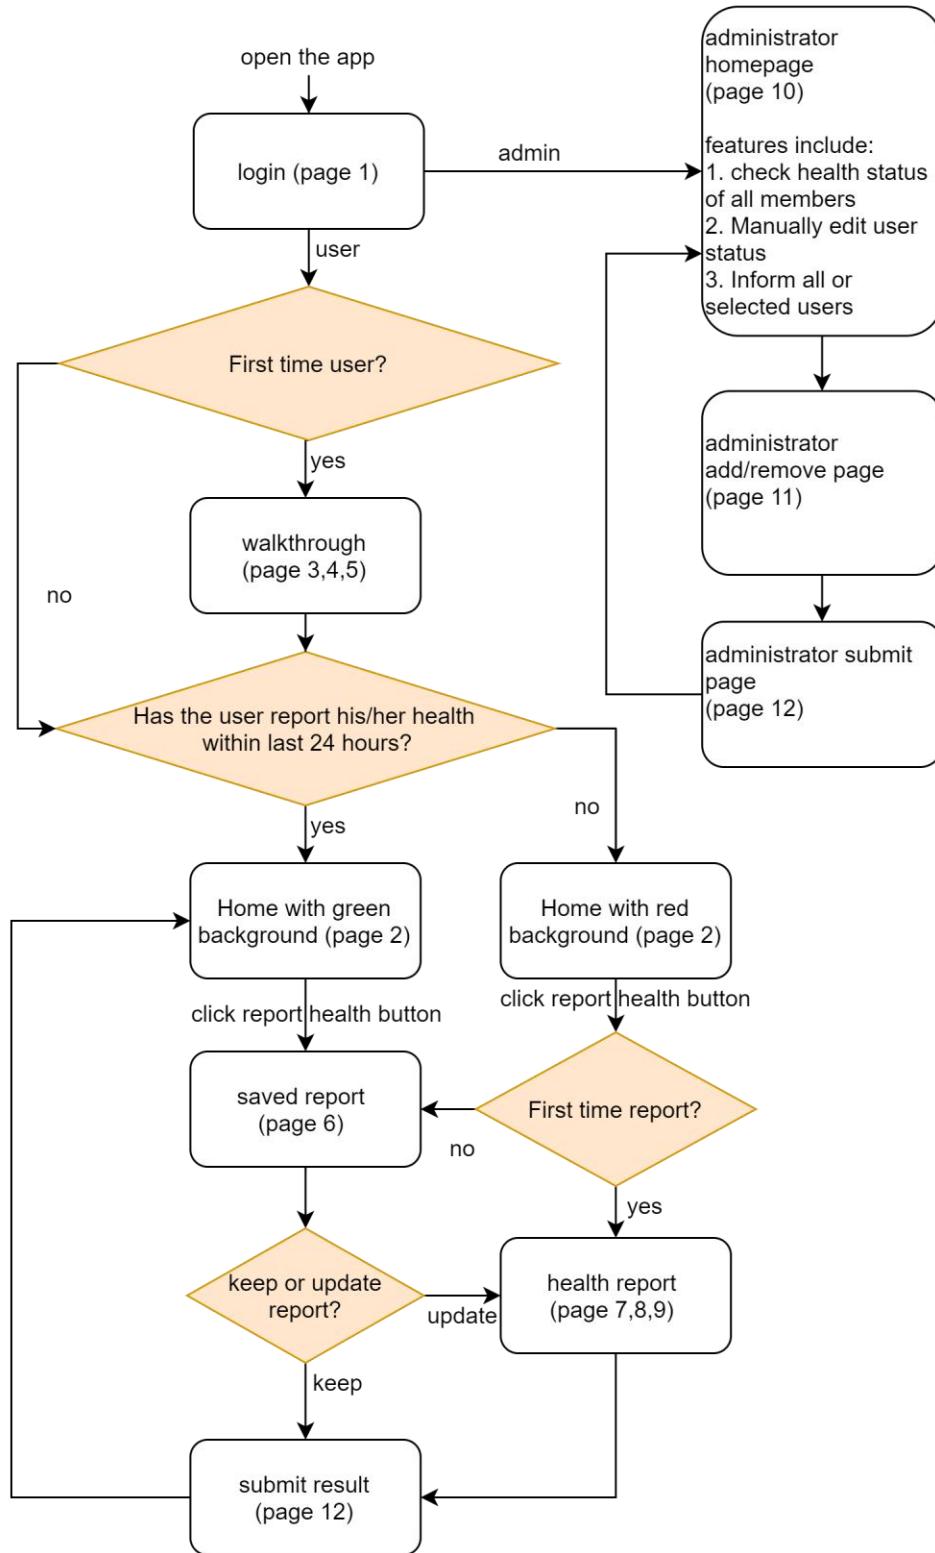 open the app
login (page 1)
admin
user
administrator
homepage
(page 10)
features include:
1. check health status
of all members
2. Manually edit user
status
3. Inform all or
selected users
First time user?
yes
no
walkthrough
(page 3,4,5)
administrator
add/remove page
(page 11)
administrator submit
page
(page 12)
Has the user report his/her health
within last 24 hours?
yes
no
Home with green
background (page 2)
Home with red
background (page 2)
click report health button
click report health button
saved report
(page 6)
First time report?
no
yes
keep or update
report?
update
keep
health report
(page 7,8,9)
submit result
(page 12)